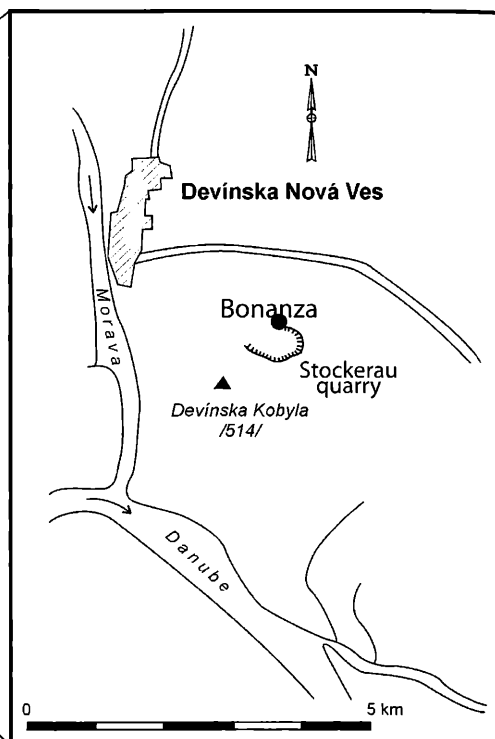 N
Devínska Nová Ves
Morava
Bonanza
Stockerau
quarry
Devínska Kobyla
/514/
Danube
0 5 km